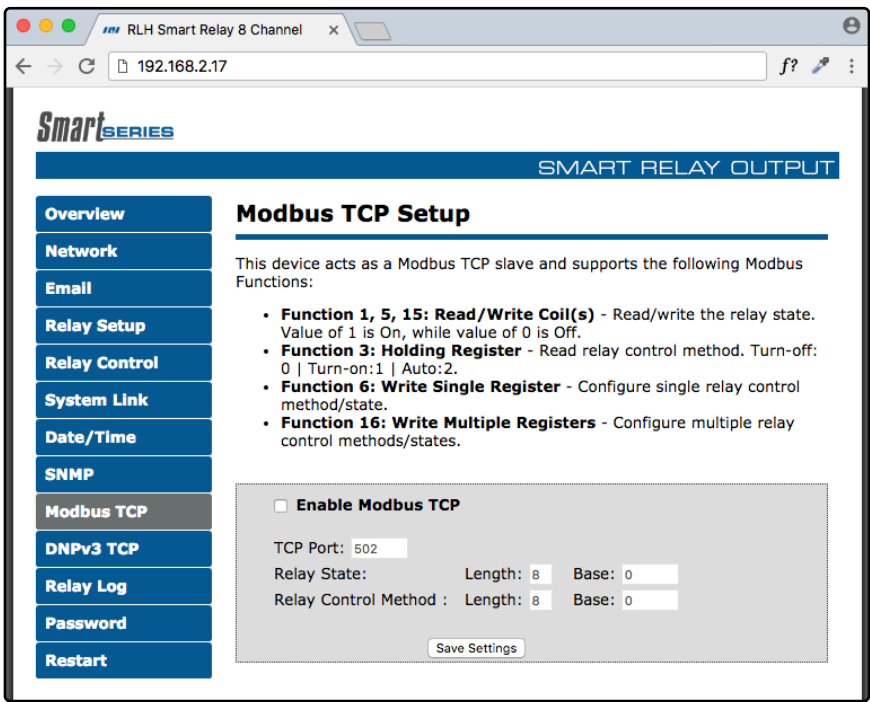 RLH Smart Relay 8 Channel
192.168.2.17
f?
Smart SERIES
SMART RELAY OUTPUT
Overview
Network
Email
Relay Setup
Relay Control
System Link
Date/Time
SNMP
Modbus TCP
DNPv3 TCP
Relay Log
Password
Restart
Modbus TCP Setup
This device acts as a Modbus TCP slave and supports the following Modbus
Functions:
• Function 1, 5, 15: Read/Write Coil(s) - Read/write the relay state.
Value of 1 is On, while value of 0 is Off.
• Function 3: Holding Register - Read relay control method. Turn-off:
0 | Turn-on:1 | Auto:2.
• Function 6: Write Single Register - Configure single relay control
method/state.
• Function 16: Write Multiple Registers - Configure multiple relay
control methods/states.
Enable Modbus TCP
TCP Port: 502
Relay State: Length: 8 Base: 0
Relay Control Method : Length: 8 Base: 0
Save Settings